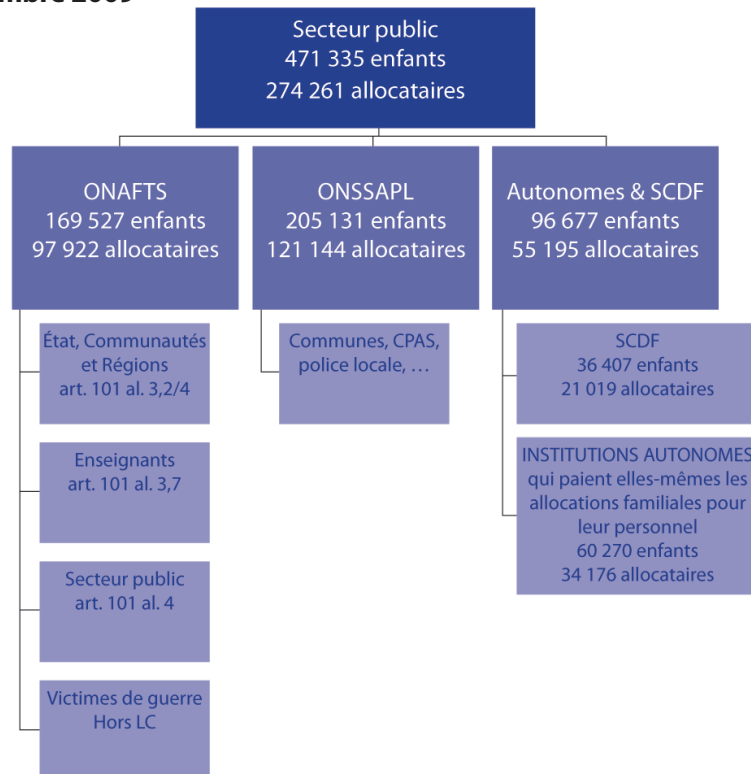 2009
Secteur public
471 335 enfants
274 261 allocataires
ONAFTS
169 527 enfants
97 922 allocataires
ONSSAPL
205 131 enfants
121 144 allocataires
Autonomes & SCDF
96 677 enfants
55 195 allocataires
État, Communautés
et Régions
art. 101 al. 3,2/4
Enseignants
art. 101 al. 3,7
Secteur public
art. 101 al. 4
Victimes de guerre
Hors LC
Communes, CPAS,
police locale, …
SCDF
36 407 enfants
21 019 allocataires
INSTITUTIONS AUTONOMES
qui paient elles-mêmes les
allocations familiales pour
leur personnel
60 270 enfants
34 176 allocataires